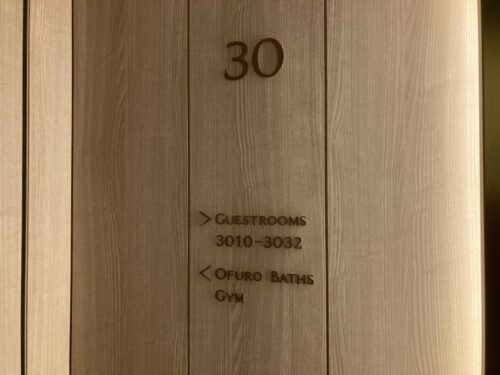 30
> Guestrooms
3010-3032
< Ofuro Baths
Gym